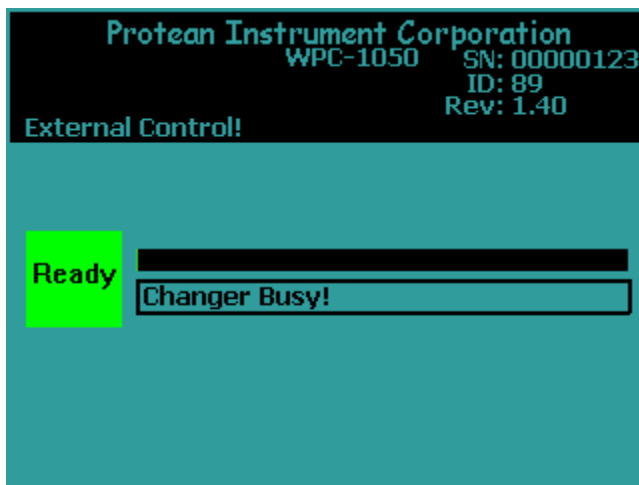 Protean Instrument Corporation
WPC-1050 SN: 00000123
ID: 89
Rev: 1.40
External Control!
Ready
Changer Busy!